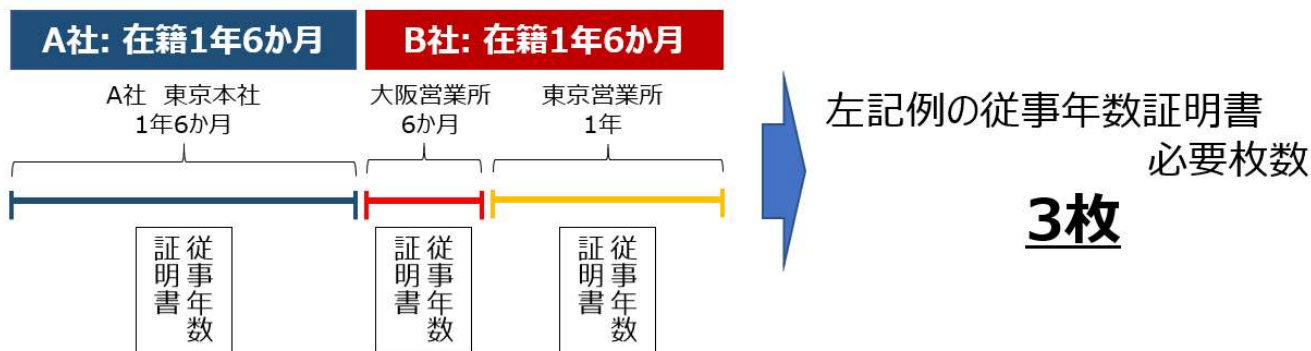 A社: 在籍1年6か月
B社: 在籍1年6か月
A社 東京本社
1年6か月
大阪営業所
6か月
東京営業所
1年
従事年数
証明書
従事年数
証明書
従事年数
証明書
左記例の従事年数証明書
必要枚数
3枚